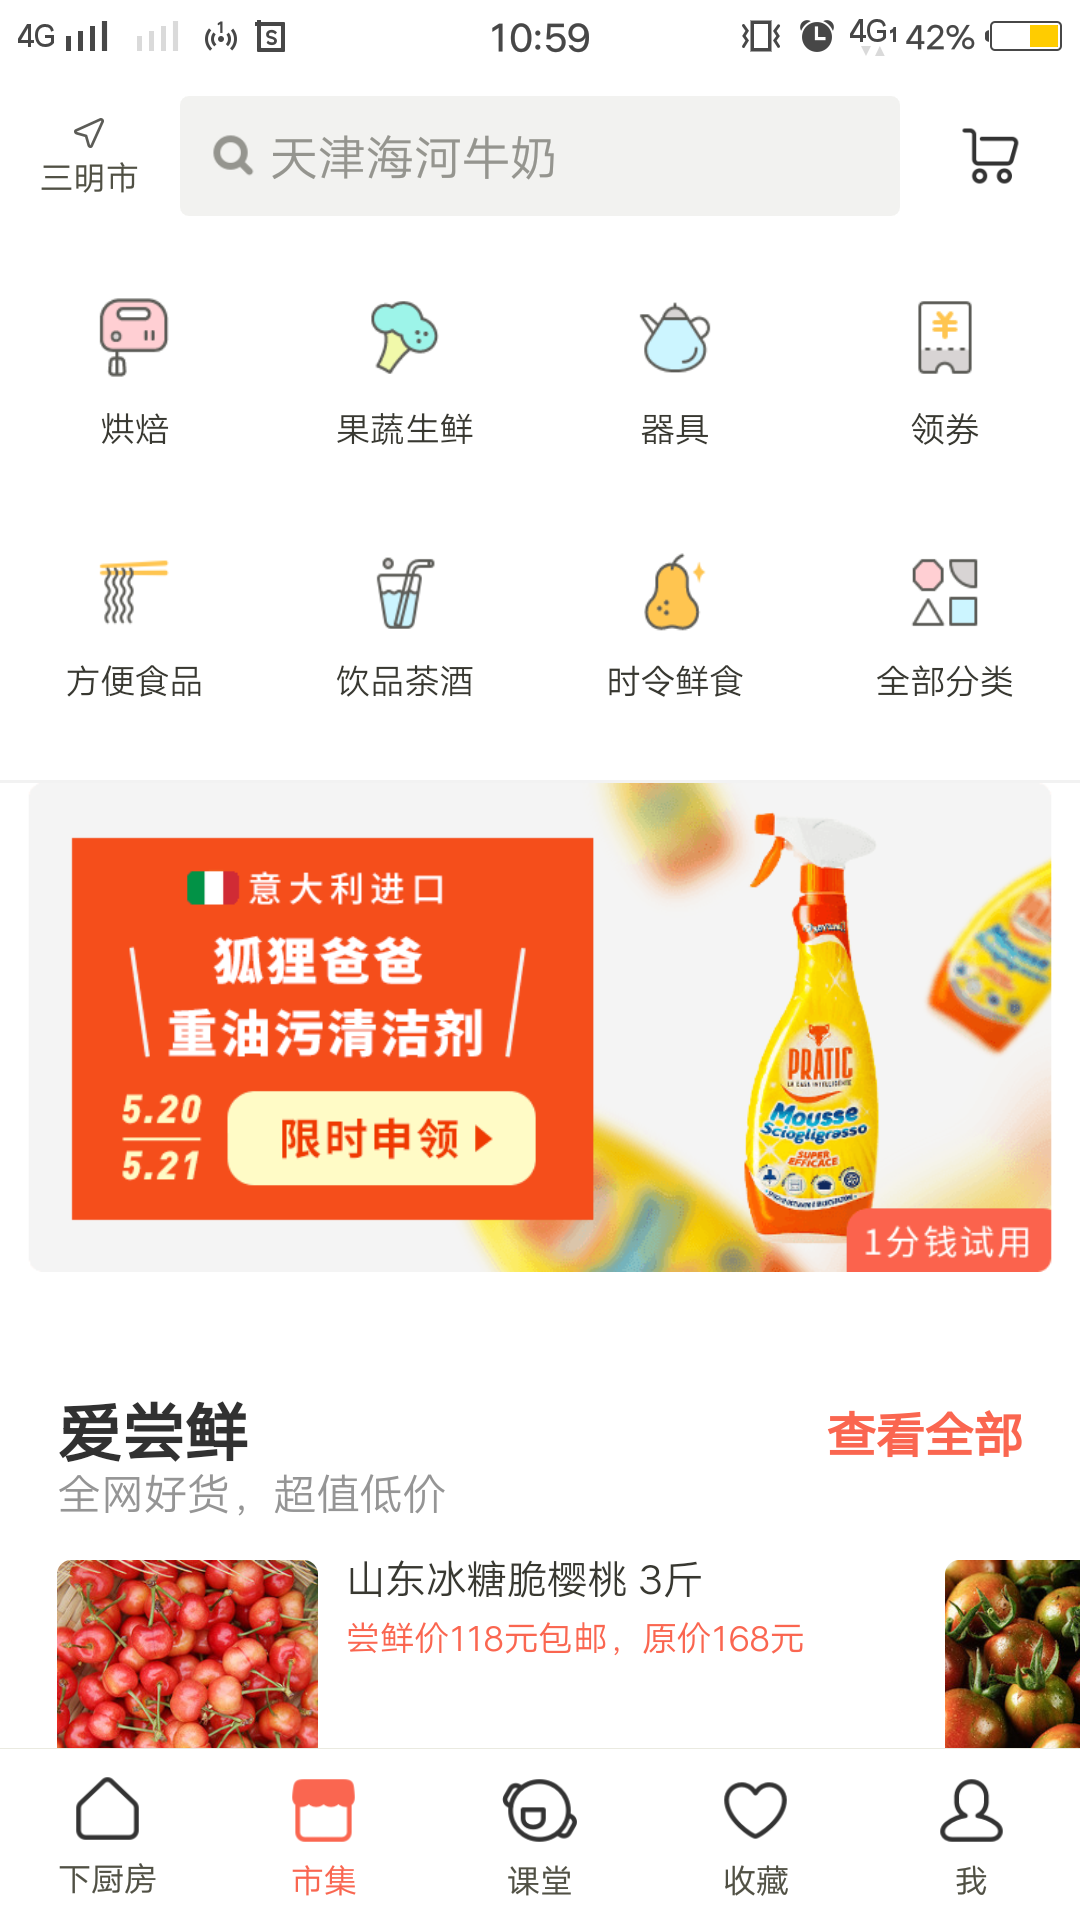 4G 10:59 4G1 42%
三明市
天津海河牛奶
烘焙 果蔬生鲜 器具 领券
方便食品 饮品茶酒 时令鲜食 全部分类
意大利进口
狐狸爸爸
重油污清洁剂
5.20
5.21
限时申领
PRATIC
LA CASA INTELLIGENTE
Mousse
Sciogligrasso
SUPER
EFFICACE
1分钱试用
爱尝鲜
查看全部
全网好货，超值低价
山东冰糖脆樱桃 3斤
尝鲜价118元包邮，原价168元
下厨房 市集 课堂 收藏 我